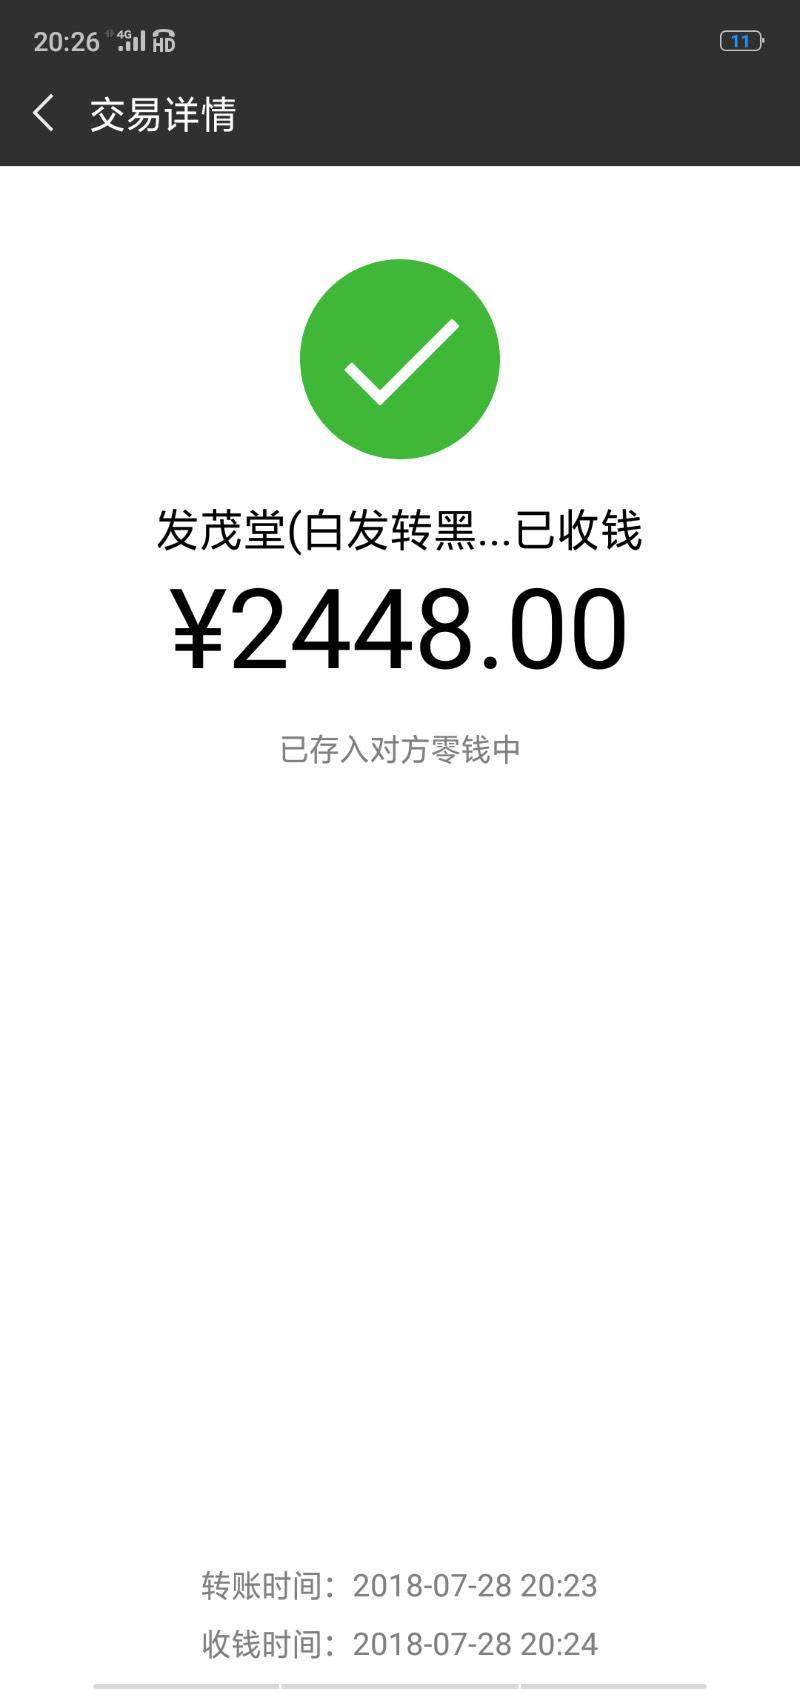 20:26 4G HD 11
交易详情
发茂堂(白发转黑...已收钱
¥2448.00
已存入对方零钱中
转账时间：2018-07-28 20:23
收钱时间：2018-07-28 20:24